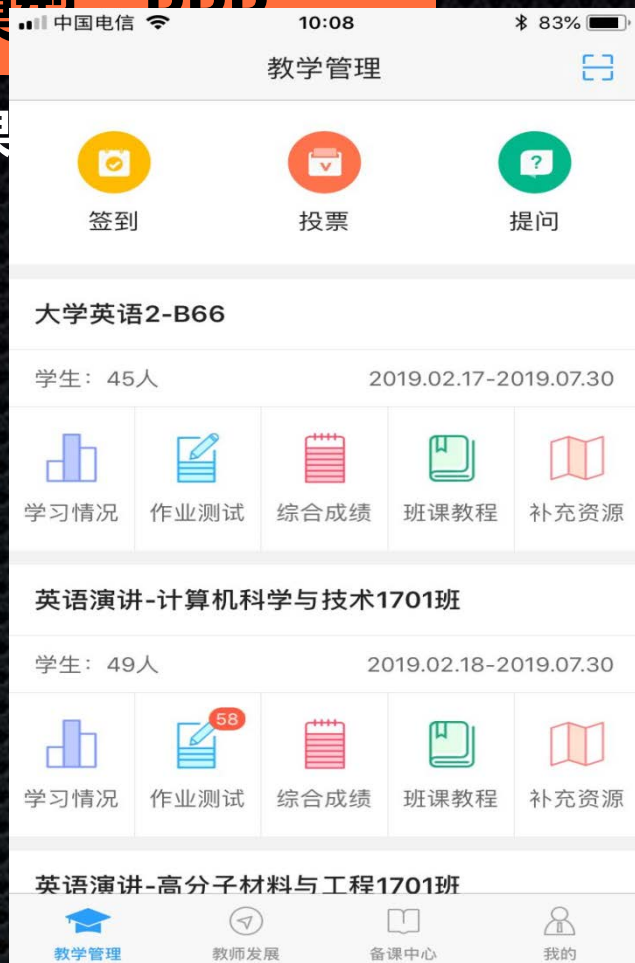 中国电信 10:08 83%
教学管理
签到 投票 提问
大学英语2-B66
学生：45人 2019.02.17-2019.07.30
学习情况 作业测试 综合成绩 班课教程 补充资源
英语演讲-计算机科学与技术1701班
学生：49人 2019.02.18-2019.07.30
58
学习情况 作业测试 综合成绩 班课教程 补充资源
英语演讲-高分子材料与工程1701班
教学管理 教师发展 备课中心 我的